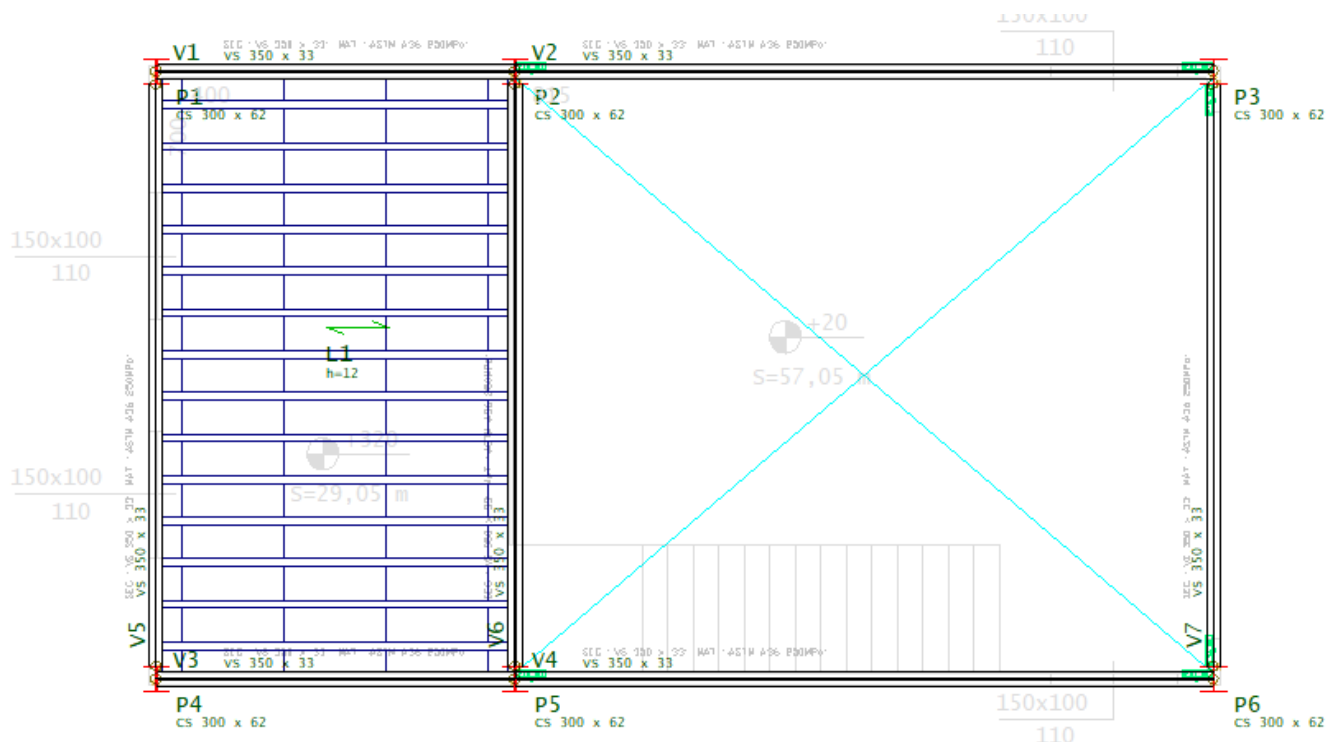 150x100
110
V1
VS 350 x 33
V2
VS 350 x 33
P1
CS 300 x 62
P2
CS 300 x 62
P3
CS 300 x 62
150x100
110
L1
h=12
+20
S=57,05 m
+320
S=29,05 m
150x100
110
VS 350 x 33
VS 350 x 33
VS 350 x 33
V5
V6
V7
V3
VS 350 x 33
V4
VS 350 x 33
P4
CS 300 x 62
P5
CS 300 x 62
P6
CS 300 x 62
150x100
110